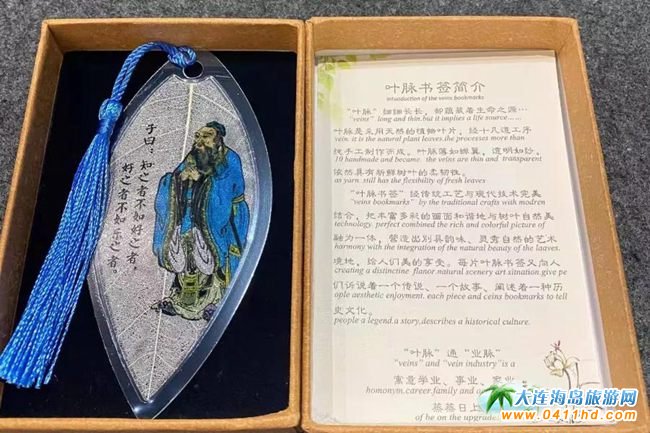 子曰：
知之者不如好之者，
好之者不如乐之者。
叶脉书签简介
introduction of the veins bookmarks
“叶脉”细细长长，却蕴藏着生命之源…
"veins" long and thin.but it implies a life source......
叶脉是采用天然的植物叶片，经十几道工序
vein. it is the natural plant leaves.the processes more than
纯手工制作而成。叶脉薄如蝉翼，透明如纱。
10 handmade and became. the veins are thin and transparent
依然具有新鲜树叶的柔韧性。
as yarn. still has the flexibility of fresh leaves
“叶脉书签”经传统工艺与现代技术完美
"veins bookmarks" by the traditional crafts with modren
结合，把丰富多彩的画面和谐地与树叶自然美
technology. perfect combined the rich and colorful picture of
融为一体，营造出别具韵味、灵秀自然的艺术
harmony with the integration of the natural beauty of the leaves.
境地，给人们美的享受。每片叶脉书签又向人
creating a distinctive flanor.natural scenery art sitnation.give pe
们诉说着一个传说、一个故事、阐述着一种历
ople aesthetic enjoyment. each piece and ceins bookmarks to tell
史文化。
people a legend.a story.describes a historical culture.
“叶脉”通“业脉”
"veins" and "vein industry"is a
寓意学业、事业、家业
homonym.career.family and
蒸蒸日上
be on the upgrade
大连海岛旅游网
www.0411hd.com